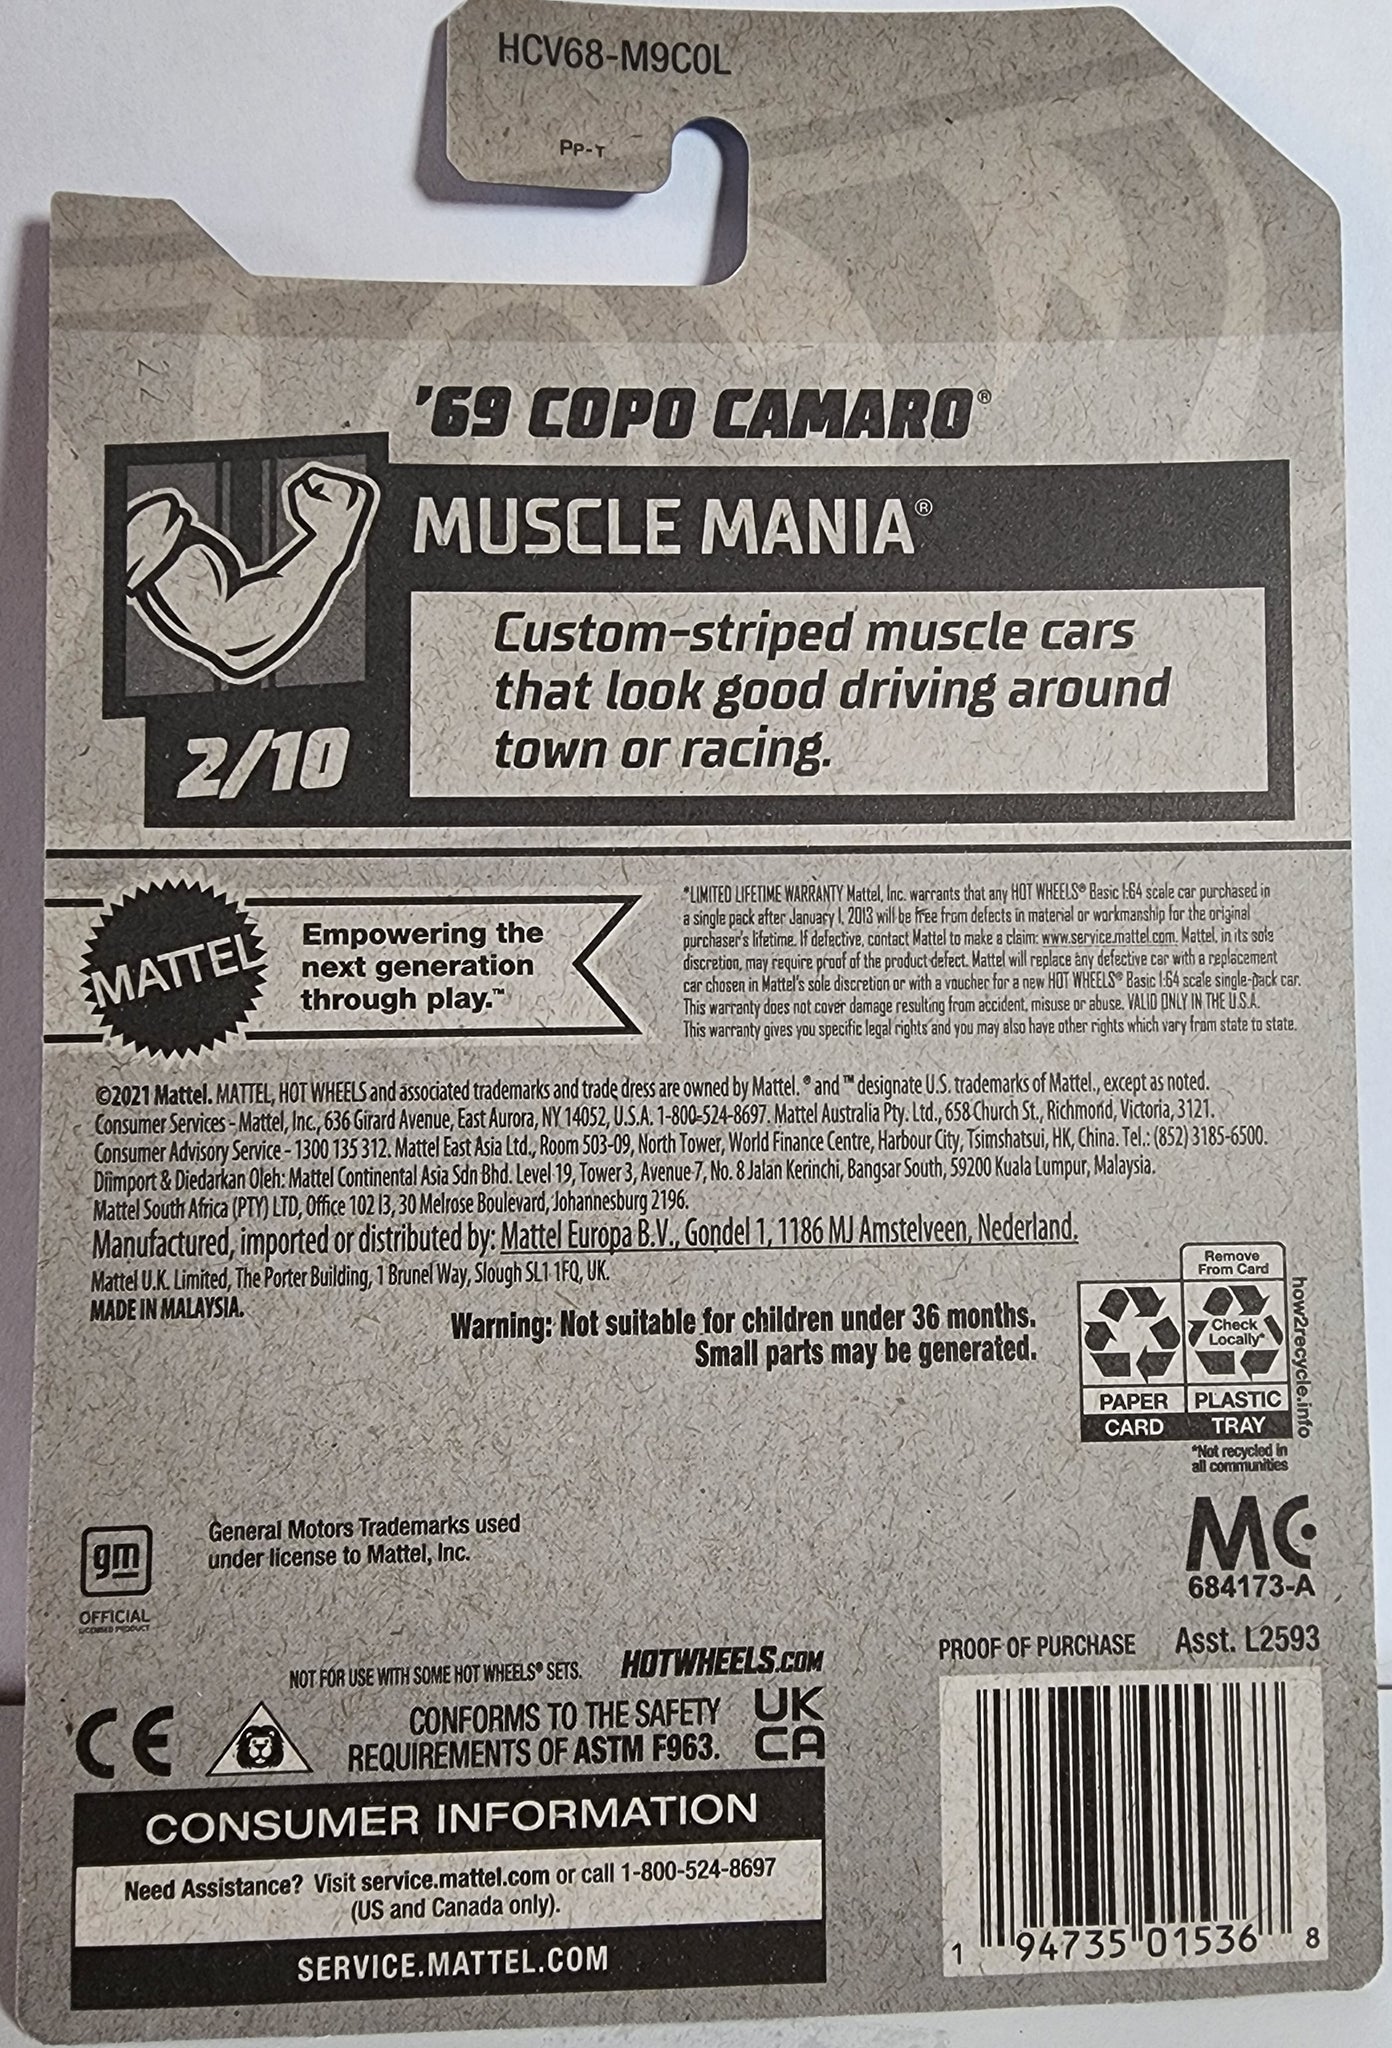 HCV68-M9C0L
PP-T
22
'69 COPO CAMARO®
MUSCLE MANIA®
Custom-striped muscle cars
that look good driving around
town or racing.
2/10
MATTEL
Empowering the
next generation
through play.™
*LIMITED LIFETIME WARRANTY Mattel, Inc. warrants that any HOT WHEELS® Basic 1:64 scale car purchased in
a single pack after January 1, 2013 will be free from defects in material or workmanship for the original
purchaser's lifetime. If defective, contact Mattel to make a claim: www.service.mattel.com. Mattel, in its sole
discretion, may require proof of the product defect. Mattel will replace any defective car with a replacement
car chosen in Mattel's sole discretion or with a voucher for a new HOT WHEELS® Basic 1:64 scale single-pack car.
This warranty does not cover damage resulting from accident, misuse or abuse. VALID ONLY IN THE U.S.A.
This warranty gives you specific legal rights and you may also have other rights which vary from state to state.
©2021 Mattel. MATTEL, HOT WHEELS and associated trademarks and trade dress are owned by Mattel. ® and ™ designate U.S. trademarks of Mattel., except as noted.
Consumer Services - Mattel, Inc., 636 Girard Avenue, East Aurora, NY 14052, U.S.A. 1-800-524-8697. Mattel Australia Pty. Ltd., 658 Church St., Richmond, Victoria, 3121.
Consumer Advisory Service - 1300 135 312. Mattel East Asia Ltd., Room 503-09, North Tower, World Finance Centre, Harbour City, Tsimshatsui, HK, China. Tel.: (852) 3185-6500.
Diimport & Diedarkan Oleh: Mattel Continental Asia Sdn Bhd. Level 19, Tower 3, Avenue 7, No. 8 Jalan Kerinchi, Bangsar South, 59200 Kuala Lumpur, Malaysia.
Mattel South Africa (PTY) LTD, Office 102 I3, 30 Melrose Boulevard, Johannesburg 2196.
Manufactured, imported or distributed by: Mattel Europa B.V., Gondel 1, 1186 MJ Amstelveen, Nederland.
Mattel U.K. Limited, The Porter Building, 1 Brunel Way, Slough SL1 1FQ, UK.
MADE IN MALAYSIA.
Warning: Not suitable for children under 36 months.
Small parts may be generated.
Remove
From Card
Check
Locally*
PAPER
CARD
PLASTIC
TRAY
how2recycle.info
*Not recycled in
all communities
gm
OFFICIAL
LICENSED PRODUCT
General Motors Trademarks used
under license to Mattel, Inc.
MC
684173-A
PROOF OF PURCHASE
Asst. L2593
NOT FOR USE WITH SOME HOT WHEELS® SETS.
HOTWHEELS.COM
CE
CONFORMS TO THE SAFETY
REQUIREMENTS OF ASTM F963.
UK
CA
CONSUMER INFORMATION
Need Assistance? Visit service.mattel.com or call 1-800-524-8697
(US and Canada only).
SERVICE.MATTEL.COM
1 94735 01536 8